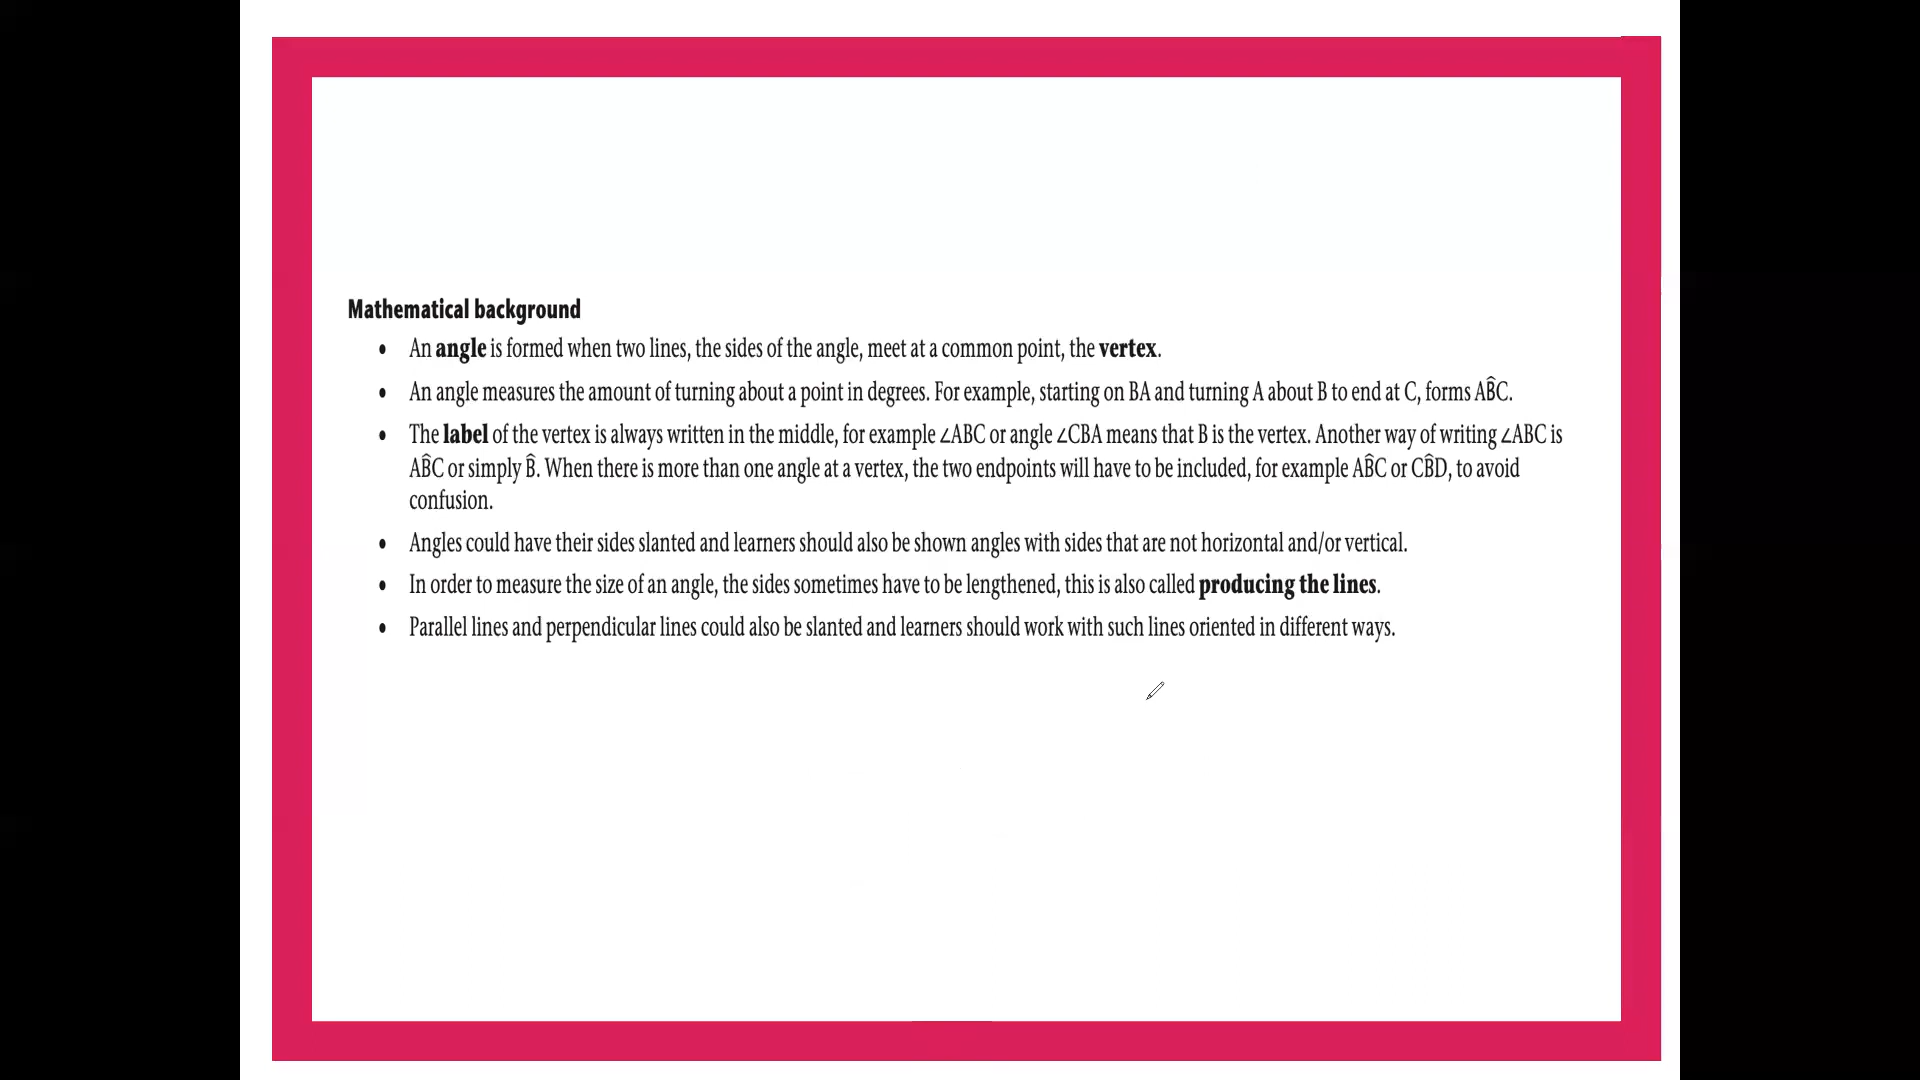 Mathematical background
• An angle is formed when two lines, the sides of the angle, meet at a common point, the vertex.
• An angle measures the amount of turning about a point in degrees. For example, starting on BA and turning A about B to end at C, forms AB̂C.
• The label of the vertex is always written in the middle, for example ∠ABC or angle ∠CBA means that B is the vertex. Another way of writing ∠ABC is
AB̂C or simply B̂. When there is more than one angle at a vertex, the two endpoints will have to be included, for example AB̂C or CB̂D, to avoid
confusion.
• Angles could have their sides slanted and learners should also be shown angles with sides that are not horizontal and/or vertical.
• In order to measure the size of an angle, the sides sometimes have to be lengthened, this is also called producing the lines.
• Parallel lines and perpendicular lines could also be slanted and learners should work with such lines oriented in different ways.